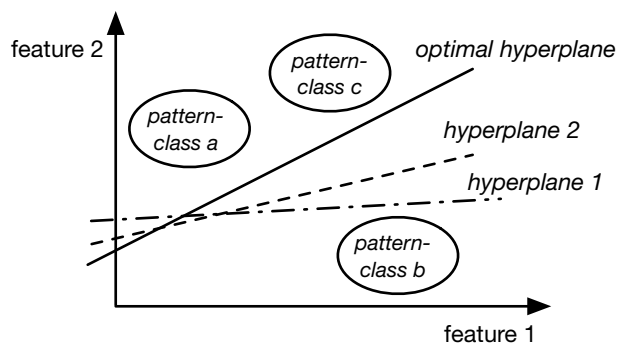 feature 2
pattern-
class c
optimal hyperplane
pattern-
class a
hyperplane 2
hyperplane 1
pattern-
class b
feature 1